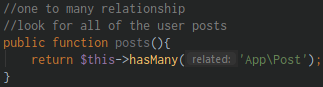 //one to many relationship
//look for all of the user posts
public function posts(){
return $this->hasMany( related: 'App\Post');
}